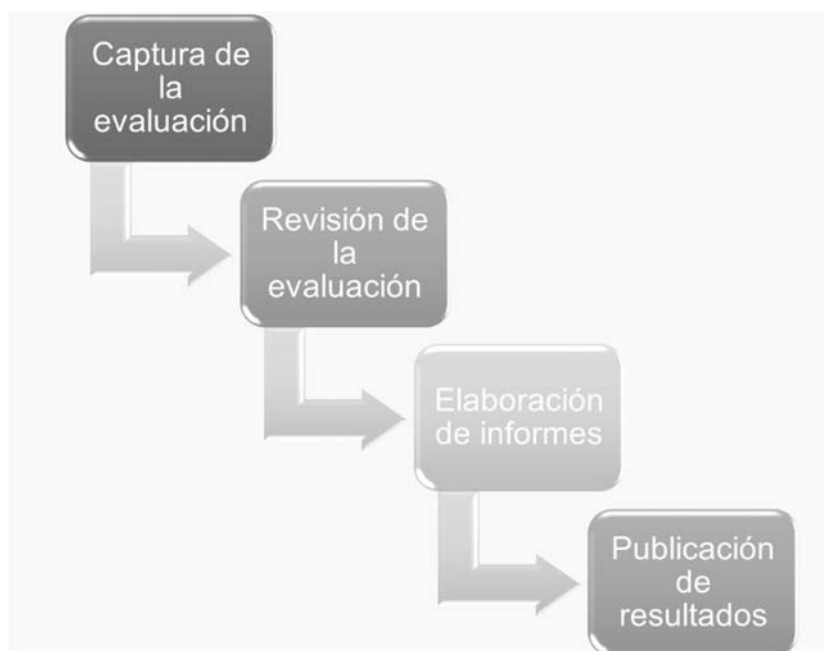 Captura de
la
evaluación
Revisión de
la
evaluación
Elaboración
de informes
Publicación
de
resultados